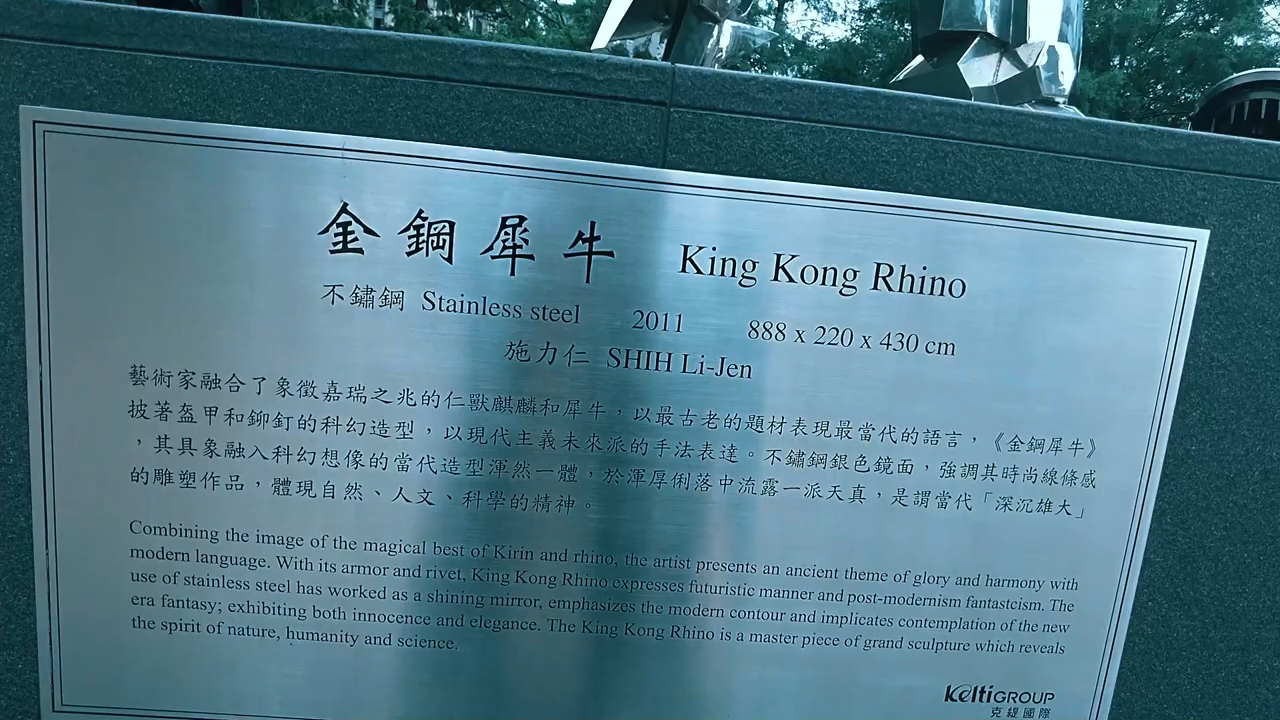 金鋼犀牛 King Kong Rhino
不鏽鋼 Stainless steel 2011 888 x 220 x 430 cm
施力仁 SHIH Li-Jen
藝術家融合了象徵嘉瑞之兆的仁獸麒麟和犀牛，以最古老的題材表現最當代的語言，《金鋼犀牛》
披著盔甲和鉚釘的科幻造型，以現代主義未來派的手法表達。不鏽鋼銀色鏡面，強調其時尚線條感
，其具象融入科幻想像的當代造型渾然一體，於渾厚俐落中流露一派天真，是謂當代「深沉雄大」
的雕塑作品，體現自然、人文、科學的精神。
Combining the image of the magical best of Kirin and rhino, the artist presents an ancient theme of glory and harmony with
modern language. With its armor and rivet, King Kong Rhino expresses futuristic manner and post-modernism fantasteism. The
use of stainless steel has worked as a shining mirror, emphasizes the modern contour and implicates contemplation of the new
era fantasy; exhibiting both innocence and elegance. The King Kong Rhino is a master piece of grand sculpture which reveals
the spirit of nature, humanity and science.
Kelti GROUP
克緹國際